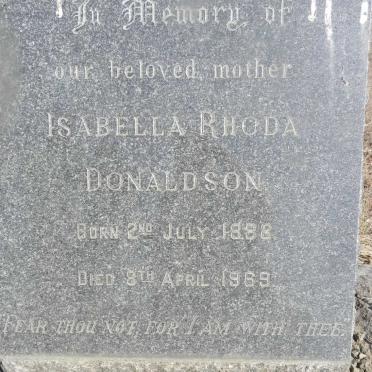 In Memory of
our beloved mother
ISABELLA RHODA
DONALDSON
BORN 2ND JULY 1898
DIED 8TH APRIL 1969
FEAR THOU NOT, FOR I AM WITH THEE.